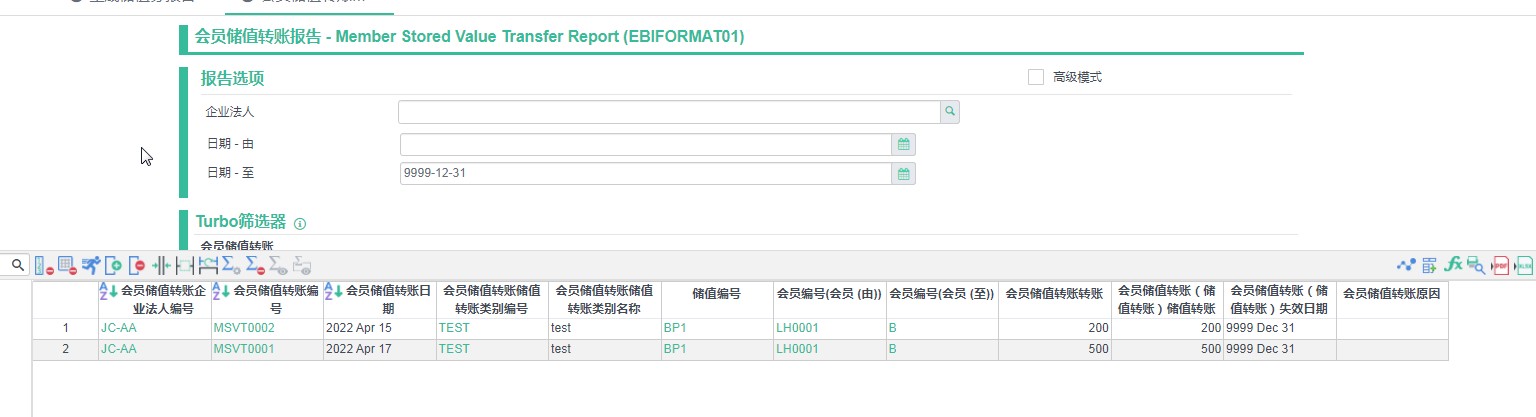 会员储值转账报告 - Member Stored Value Transfer Report (EBIFORMAT01)
报告选项
高级模式
企业法人
日期 - 由
日期 - 至
9999-12-31
Turbo筛选器
会员储值转账
会员储值转账企业法人编号 会员储值转账编号 会员储值转账日期 会员储值转账储值转账类别编号 会员储值转账储值转账类别名称 储值编号 会员编号(会员 (由)) 会员编号(会员 (至)) 会员储值转账转账 会员储值转账（储值转账）储值转账 会员储值转账（储值转账）失效日期 会员储值转账原因
1 JC-AA MSVT0002 2022 Apr 15 TEST test BP1 LH0001 B 200 200 9999 Dec 31
2 JC-AA MSVT0001 2022 Apr 17 TEST test BP1 LH0001 B 500 500 9999 Dec 31